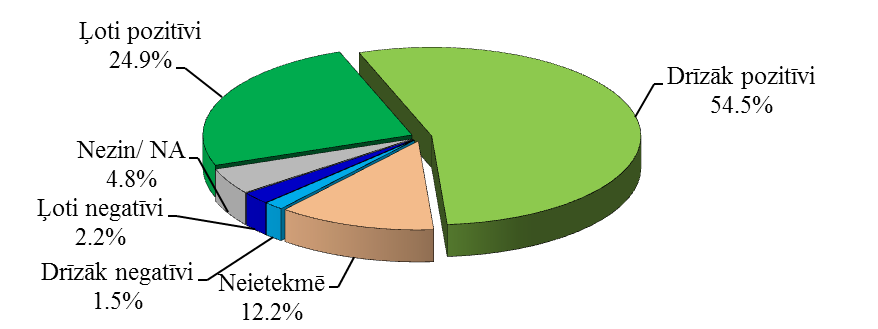 Ļoti pozitīvi
24.9%
Drīzāk pozitīvi
54.5%
Nezin/ NA
4.8%
Ļoti negatīvi
2.2%
Drīzāk negatīvi
1.5%
Neietekmē
12.2%